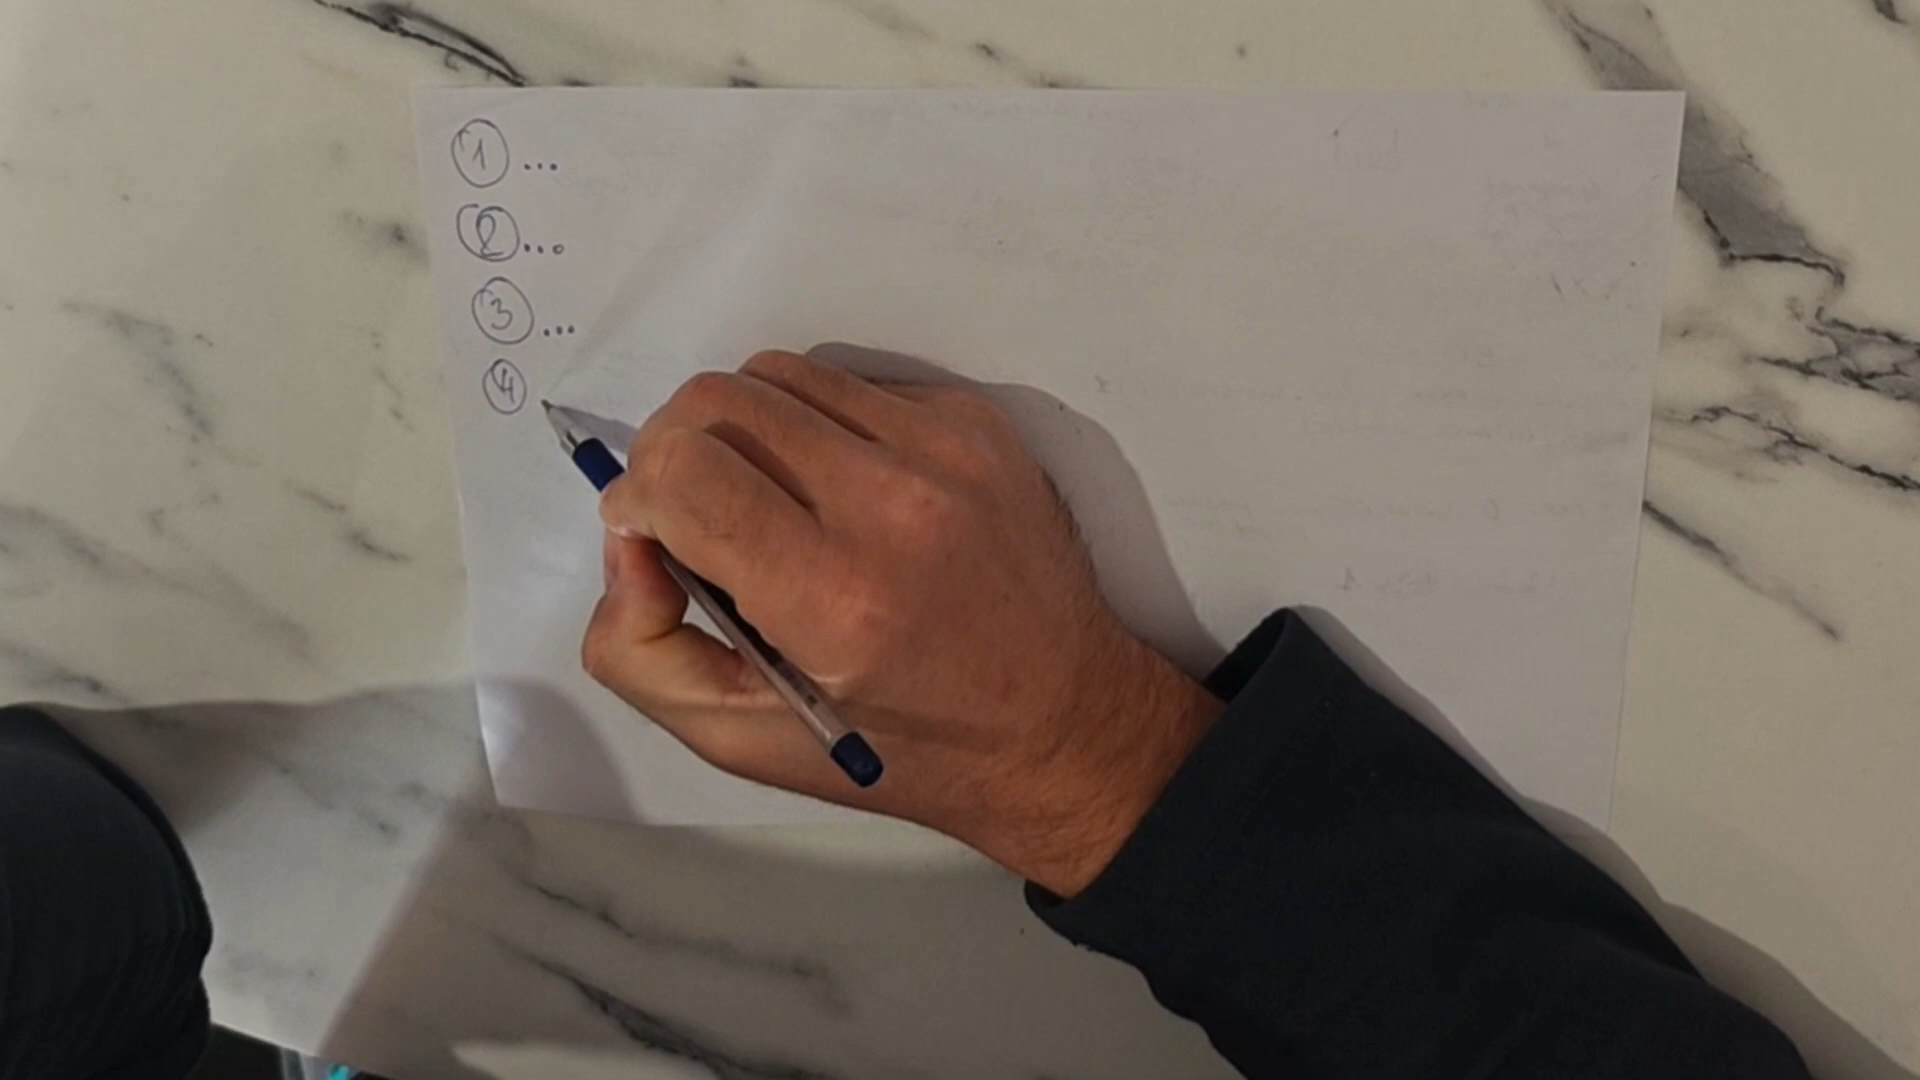 ① ...
② ...
③ ...
④